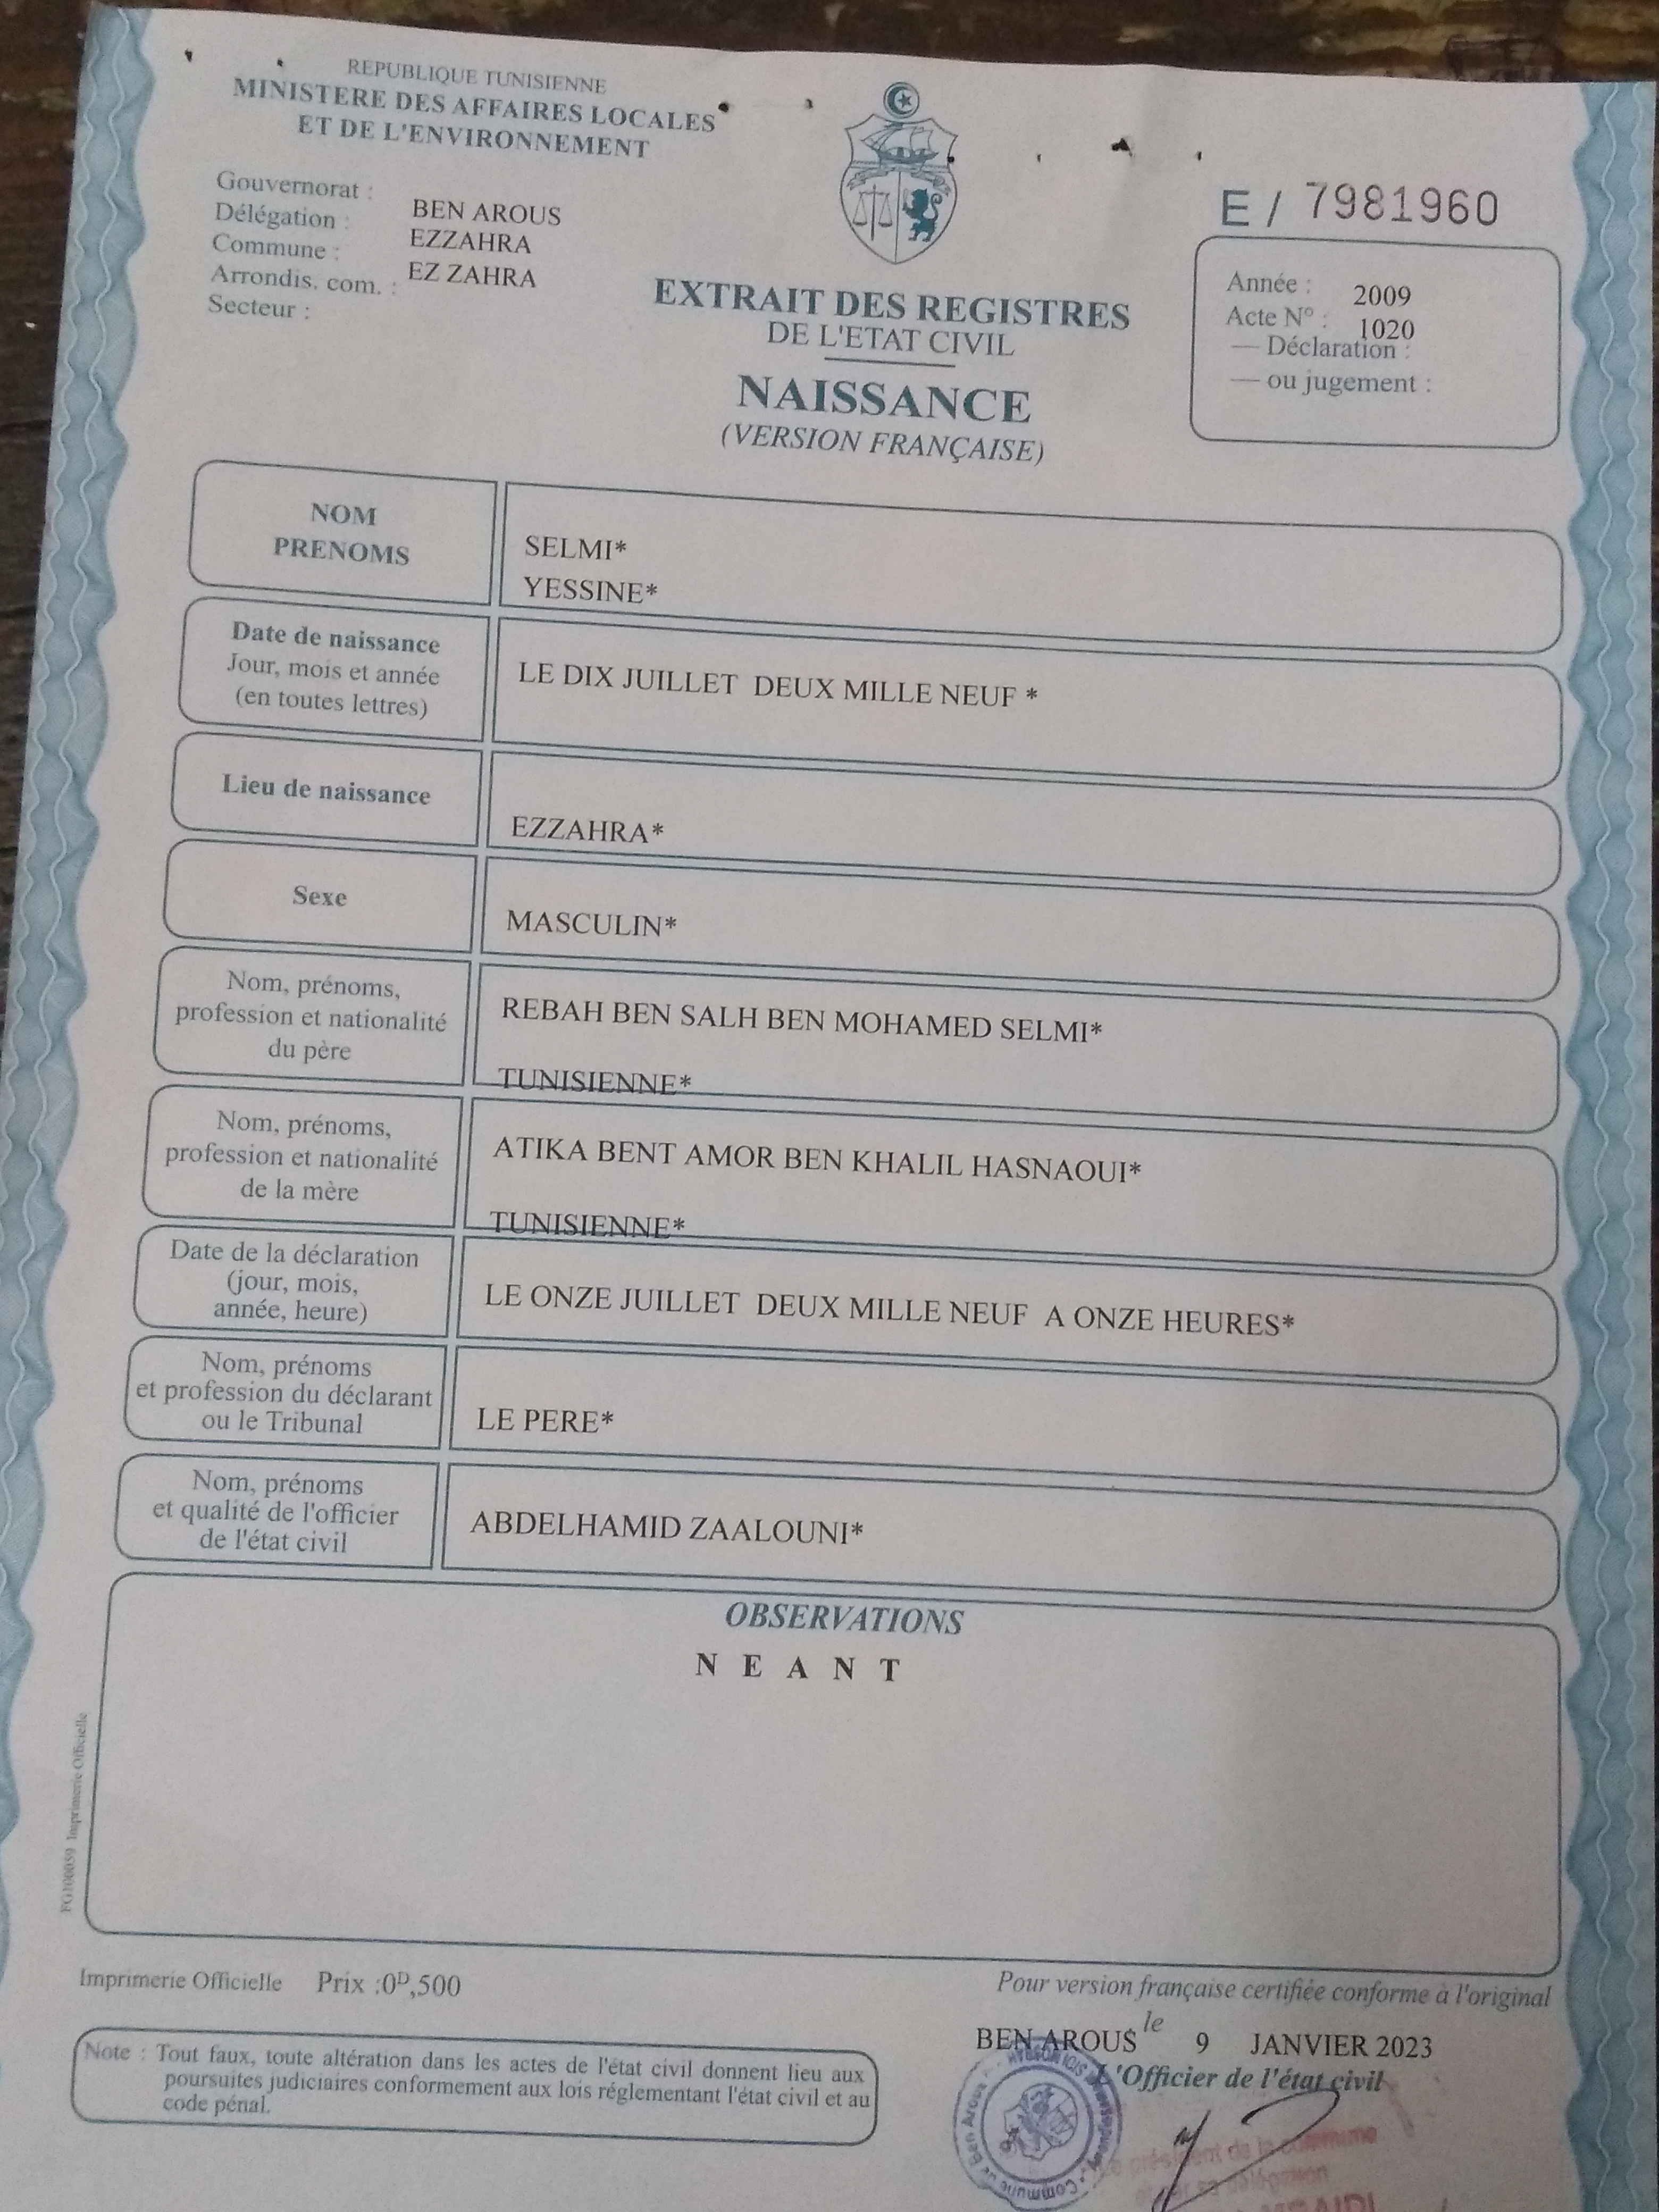 REPUBLIQUE TUNISIENNE
MINISTERE DES AFFAIRES LOCALES
ET DE L'ENVIRONNEMENT
Gouvernorat : BEN AROUS
Délégation : EZZAHRA
Commune : EZ ZAHRA
Arrondis. com. :
Secteur :
E / 7981960
Année : 2009
Acte N° : 1020
— Déclaration :
— ou jugement :
EXTRAIT DES REGISTRES
DE L'ETAT CIVIL
NAISSANCE
(VERSION FRANÇAISE)
NOM
PRENOMS
SELMI*
YESSINE*
Date de naissance
Jour, mois et année
(en toutes lettres)
LE DIX JUILLET DEUX MILLE NEUF *
Lieu de naissance
EZZAHRA*
Sexe
MASCULIN*
Nom, prénoms,
profession et nationalité
du père
REBAH BEN SALH BEN MOHAMED SELMI*
TUNISIENNE*
Nom, prénoms,
profession et nationalité
de la mère
ATIKA BENT AMOR BEN KHALIL HASNAOUI*
TUNISIENNE*
Date de la déclaration
(jour, mois,
année, heure)
LE ONZE JUILLET DEUX MILLE NEUF A ONZE HEURES*
Nom, prénoms
et profession du déclarant
ou le Tribunal
LE PERE*
Nom, prénoms
et qualité de l'officier
de l'état civil
ABDELHAMID ZAALOUNI*
OBSERVATIONS
N E A N T
Imprimerie Officielle
Imprimerie Officielle Prix :0D,500
Note : Tout faux, toute altération dans les actes de l'état civil donnent lieu aux
poursuites judiciaires conformement aux lois réglementant l'état civil et au
code pénal.
Pour version française certifiée conforme à l'original
BEN AROUS le 9 JANVIER 2023
L'Officier de l'état civil
Commune de Ben Arous
président de la commune